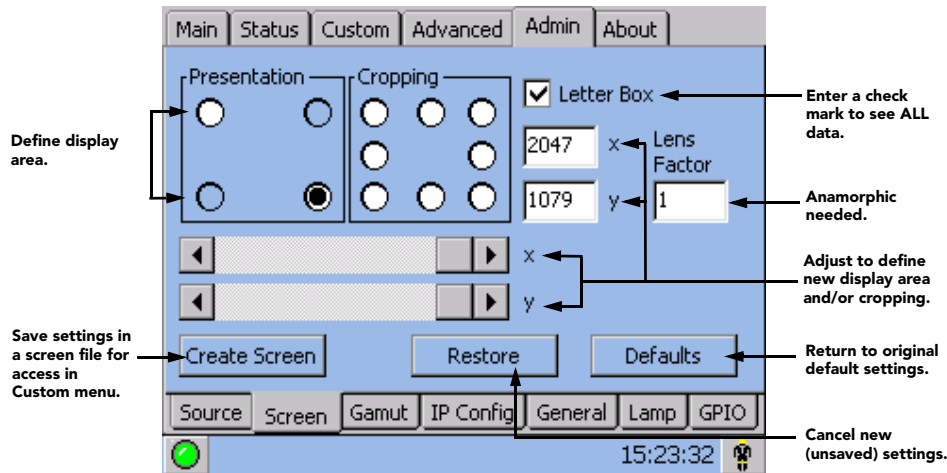 Main Status Custom Advanced Admin About
Presentation
Cropping
Letter Box
Enter a check
mark to see ALL
data.
Define display
area.
2047 x
Lens
Factor
1079 y
1
Anamorphic
needed.
x
y
Adjust to define
new display area
and/or cropping.
Save settings in
a screen file for
access in
Custom menu.
Create Screen
Restore
Defaults
Return to original
default settings.
Source Screen Gamut IP Config General Lamp GPIO
15:23:32
Cancel new
(unsaved) settings.